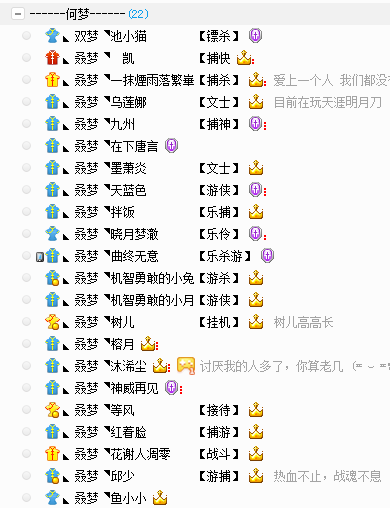 ------何梦------(22)
双梦 池小猫 【镖杀】
叒梦 凯 【捕快】
叒梦 一抹煙雨落繁 【捕杀】 爱上一个人 我们都没
叒梦 乌莲娜 【文士】 目前在玩天涯明月刀
叒梦 九州 【捕神】
叒梦 在下唐言
叒梦 墨萧炎 【文士】
叒梦 天蓝色 【游侠】
叒梦 拌饭 【乐捕】
叒梦 晓月梦澈 【乐伶】
叒梦 曲终无意 【乐杀游】
叒梦 机智勇敢的小兔 【游杀】
叒梦 机智勇敢的小月 【游侠】
叒梦 树儿 【挂机】 树儿高高长
叒梦 榕月
叒梦 沐浠尘 讨厌我的人多了，你算老几
叒梦 神威再见
叒梦 等风 【接待】
叒梦 红着脸 【捕游】
叒梦 花谢人凋零 【战斗】
叒梦 邱少 【游捕】 热血不止，战魂不息
叒梦 鱼小小